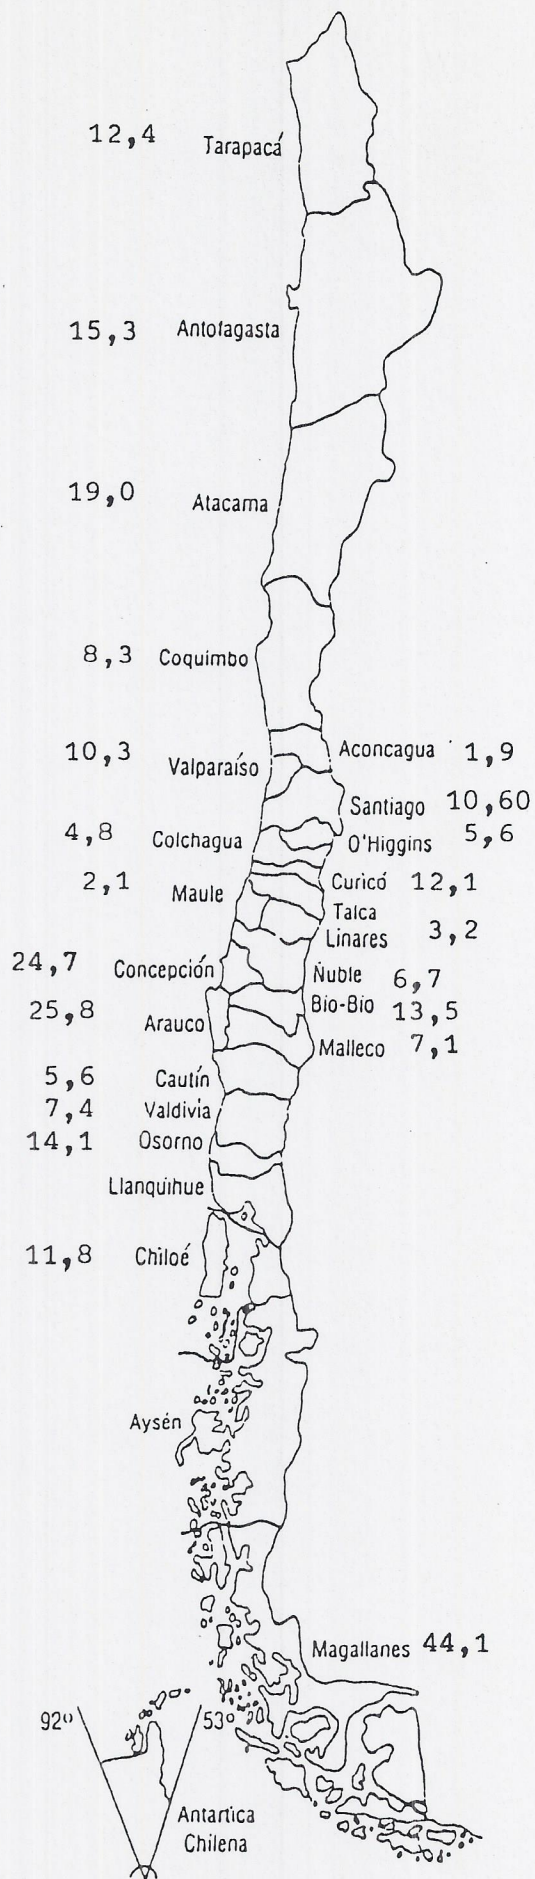 12,4 Tarapacá
15,3 Antofagasta
19,0 Atacama
8,3 Coquimbo
Aconcagua 1,9
10,3 Valparaíso
Santiago 10,60
4,8 Colchagua
O'Higgins 5,6
2,1 Maule
Curicó 12,1
Talca
Linares 3,2
24,7 Concepción
Ñuble 6,7
25,8 Arauco
Bio-Bio 13,5
Malleco 7,1
5,6 Cautín
7,4 Valdivia
14,1 Osorno
Llanquihue
11,8 Chiloé
Aysén
Magallanes 44,1
92º
53º
Antartica
Chilena